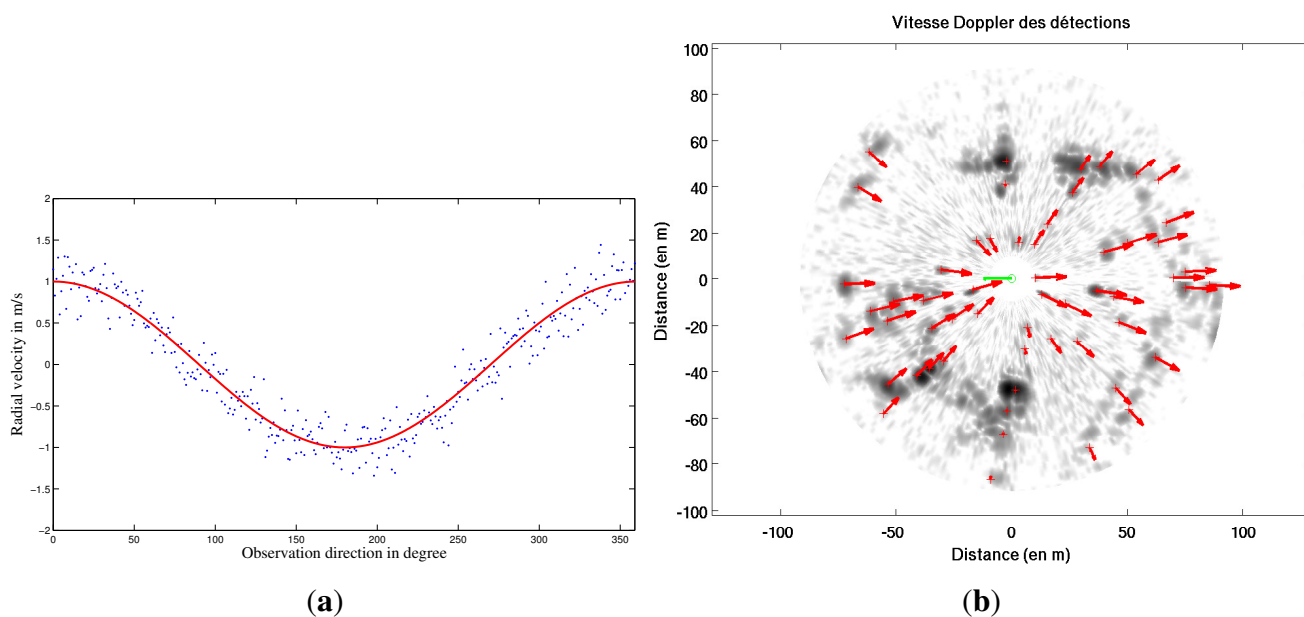 2
1.5
1
0.5
0
−0.5
−1
−1.5
−2
Radial velocity in m/s
0 50 100 150 200 250 300 350
Observation direction in degree
(a)
Vitesse Doppler des détections
100
80
60
40
20
0
-20
-40
-60
-80
-100
Distance (en m)
-100 -50 0 50 100
Distance (en m)
(b)